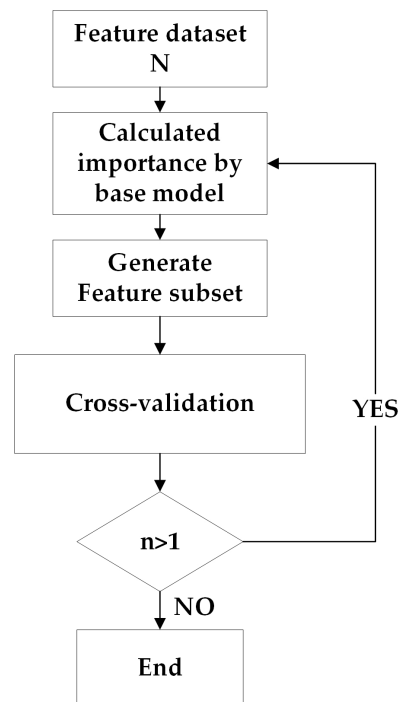 Feature dataset
N
Calculated
importance by
base model
Generate
Feature subset
Cross-validation
YES
n>1
NO
End